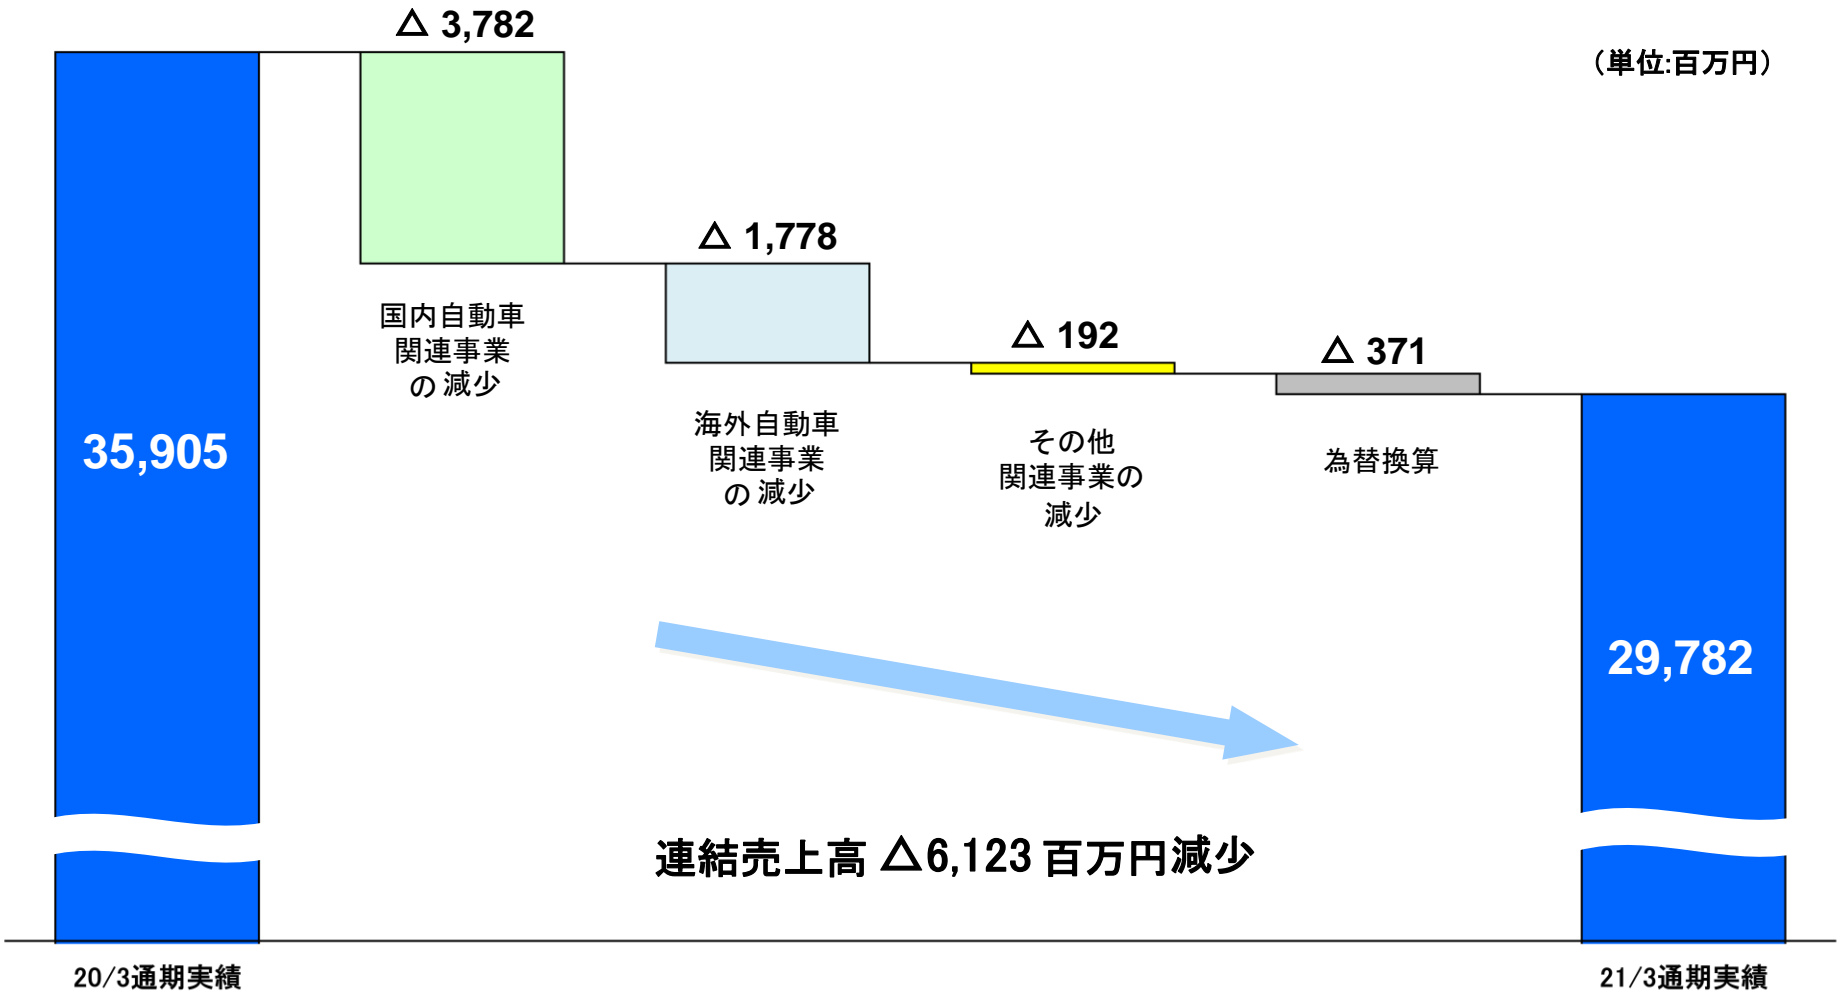 (単位:百万円)
△ 3,782
国内自動車
関連事業
の減少
△ 1,778
海外自動車
関連事業
の減少
△ 192
その他
関連事業の
減少
△ 371
為替換算
35,905
29,782
連結売上高 △6,123 百万円減少
20/3通期実績
21/3通期実績